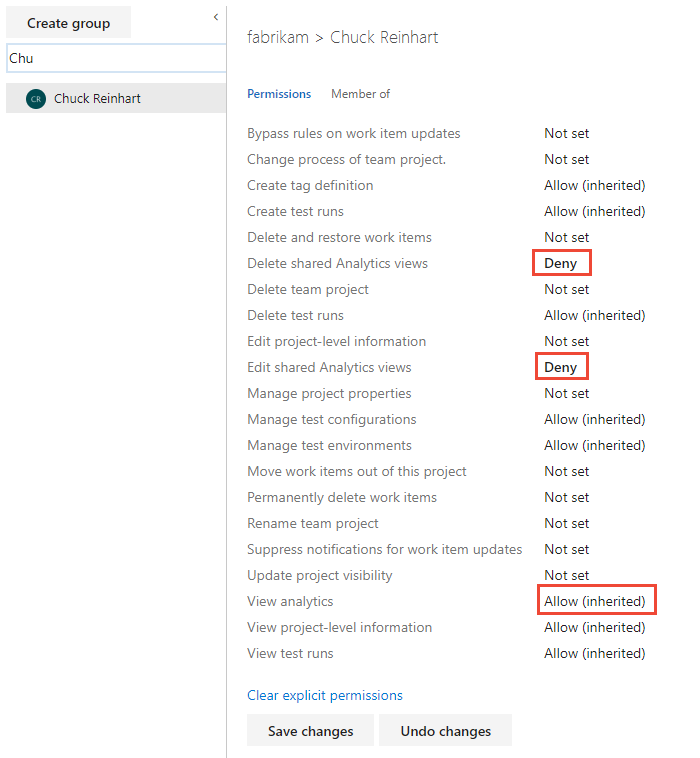 Create group
Chu
CR Chuck Reinhart
fabrikam > Chuck Reinhart
Permissions Member of
Bypass rules on work item updates Not set
Change process of team project. Not set
Create tag definition Allow (inherited)
Create test runs Allow (inherited)
Delete and restore work items Not set
Delete shared Analytics views Deny
Delete team project Not set
Delete test runs Allow (inherited)
Edit project-level information Not set
Edit shared Analytics views Deny
Manage project properties Not set
Manage test configurations Allow (inherited)
Manage test environments Allow (inherited)
Move work items out of this project Not set
Permanently delete work items Not set
Rename team project Not set
Suppress notifications for work item updates Not set
Update project visibility Not set
View analytics Allow (inherited)
View project-level information Allow (inherited)
View test runs Allow (inherited)
Clear explicit permissions
Save changes Undo changes